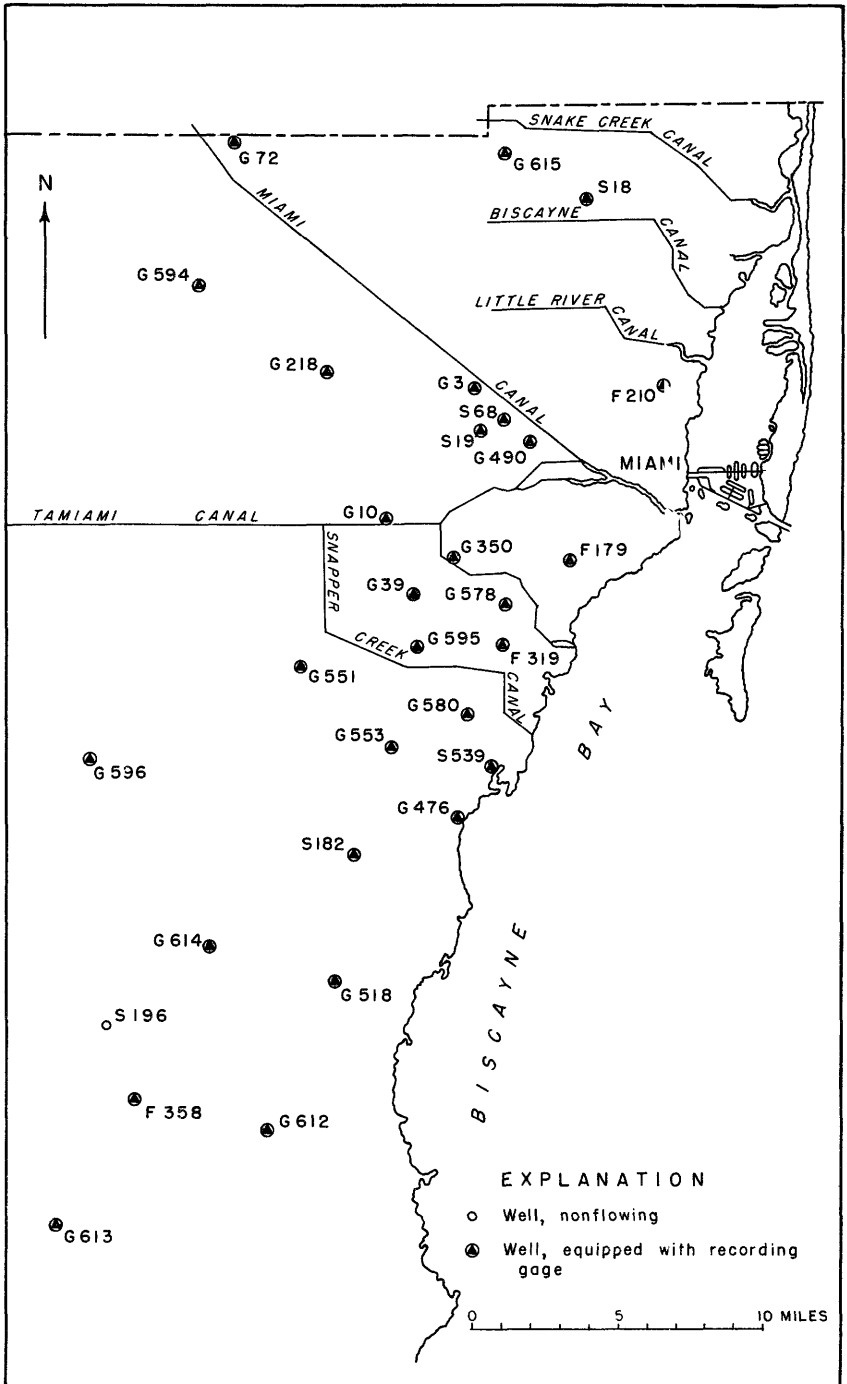 SNAKE CREEK
CANAL
G 72
G 615
N
S 18
MIAMI
BISCAYNE
CANAL
G 594
LITTLE RIVER
CANAL
G 218
G 3
CANAL
F 210
S 68
S 19
G 490
MIAMI
TAMIAMI CANAL
G 10
SNAPPER
G 350
F 179
G 39
G 578
CREEK
G 595
F 319
G 551
CANAL
G 580
BAY
G 553
G 596
S 539
G 476
S 182
G 614
G 518
BISCAYNE
S 196
F 358
G 612
G 613
EXPLANATION
Well, nonflowing
Well, equipped with recording
gage
0 5 10 MILES